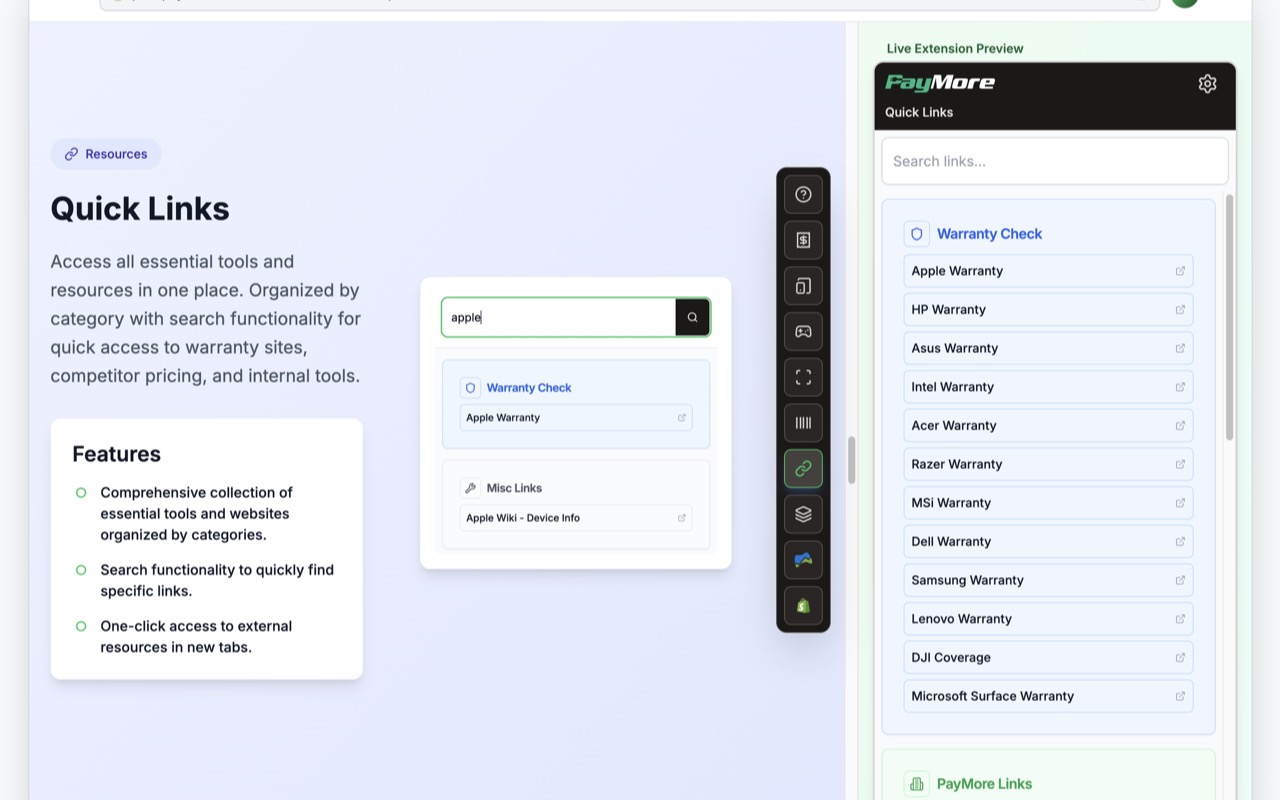 Resources
Quick Links
Access all essential tools and
resources in one place. Organized by
category with search functionality for
quick access to warranty sites,
competitor pricing, and internal tools.
Features
Comprehensive collection of
essential tools and websites
organized by categories.
Search functionality to quickly find
specific links.
One-click access to external
resources in new tabs.
apple
Warranty Check
Apple Warranty
Misc Links
Apple Wiki - Device Info
Live Extension Preview
PayMore
Quick Links
Search links...
Warranty Check
Apple Warranty
HP Warranty
Asus Warranty
Intel Warranty
Acer Warranty
Razer Warranty
MSi Warranty
Dell Warranty
Samsung Warranty
Lenovo Warranty
DJI Coverage
Microsoft Surface Warranty
PayMore Links